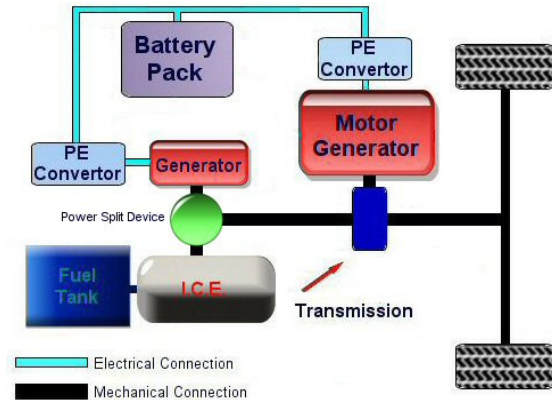 Battery
Pack
PE
Convertor
Motor
Generator
PE
Convertor
Generator
Power Split Device
Fuel
Tank
I.C.E.
Transmission
Electrical Connection
Mechanical Connection